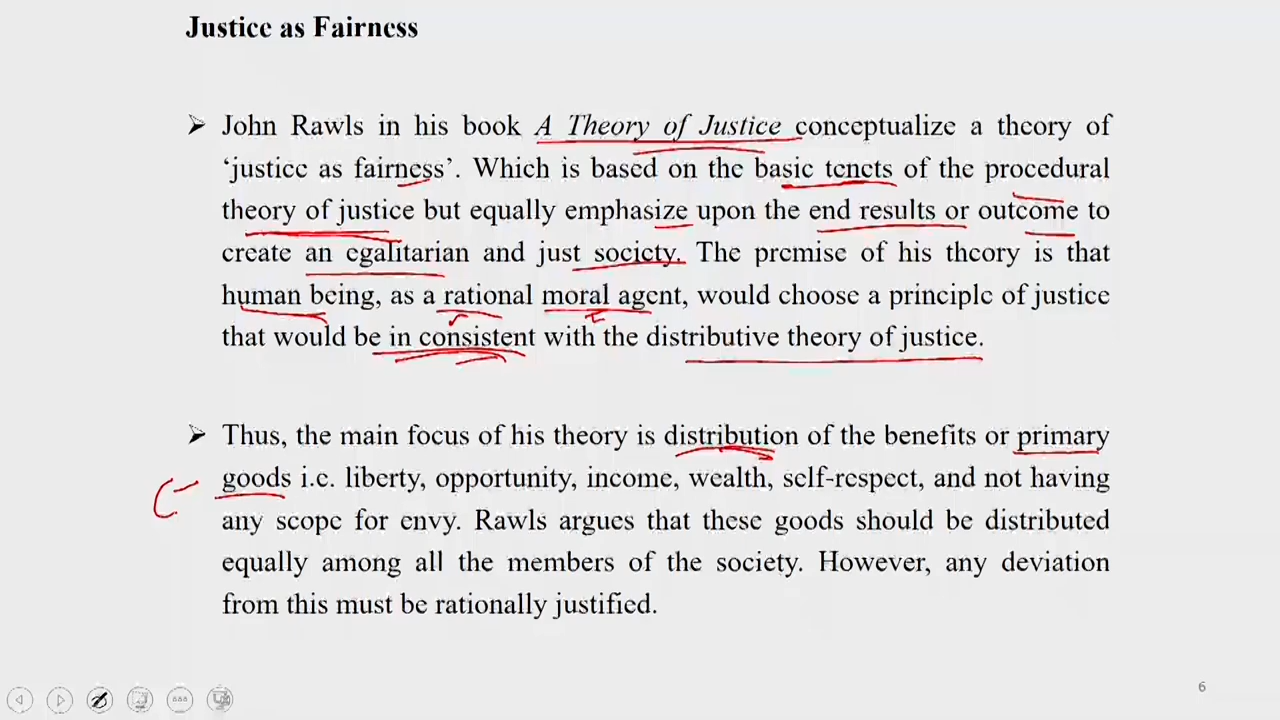 Justice as Fairness
➢ John Rawls in his book A Theory of Justice conceptualize a theory of
‘justice as fairness’. Which is based on the basic tenets of the procedural
theory of justice but equally emphasize upon the end results or outcome to
create an egalitarian and just society. The premise of his theory is that
human being, as a rational moral agent, would choose a principle of justice
that would be in consistent with the distributive theory of justice.
➢ Thus, the main focus of his theory is distribution of the benefits or primary
goods i.e. liberty, opportunity, income, wealth, self-respect, and not having
any scope for envy. Rawls argues that these goods should be distributed
equally among all the members of the society. However, any deviation
from this must be rationally justified.
6